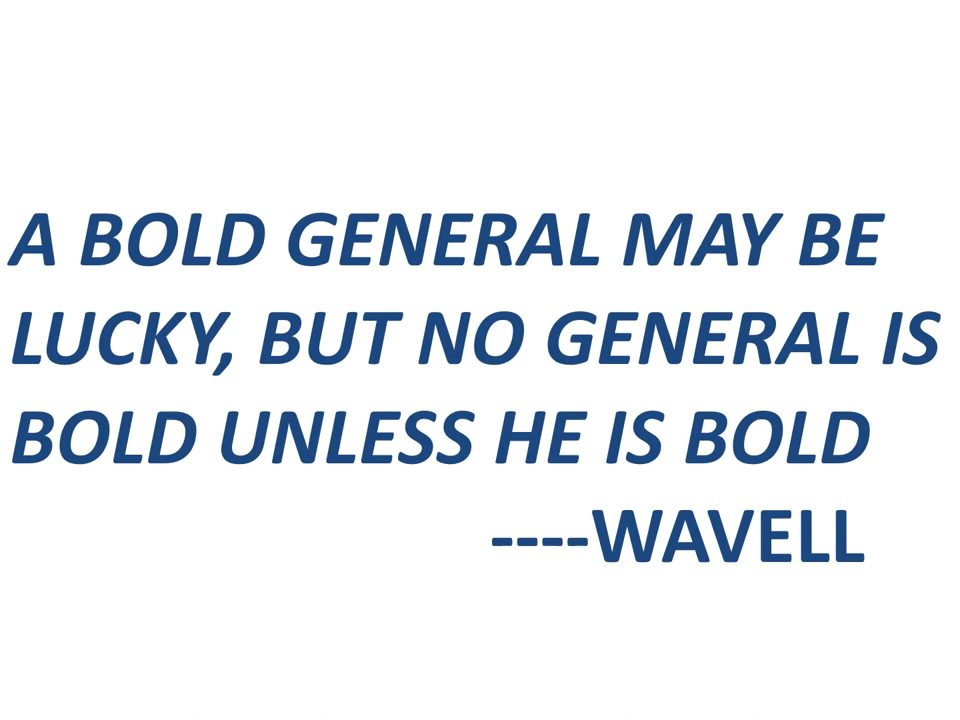 A BOLD GENERAL MAY BE
LUCKY, BUT NO GENERAL IS
BOLD UNLESS HE IS BOLD
----WAVELL